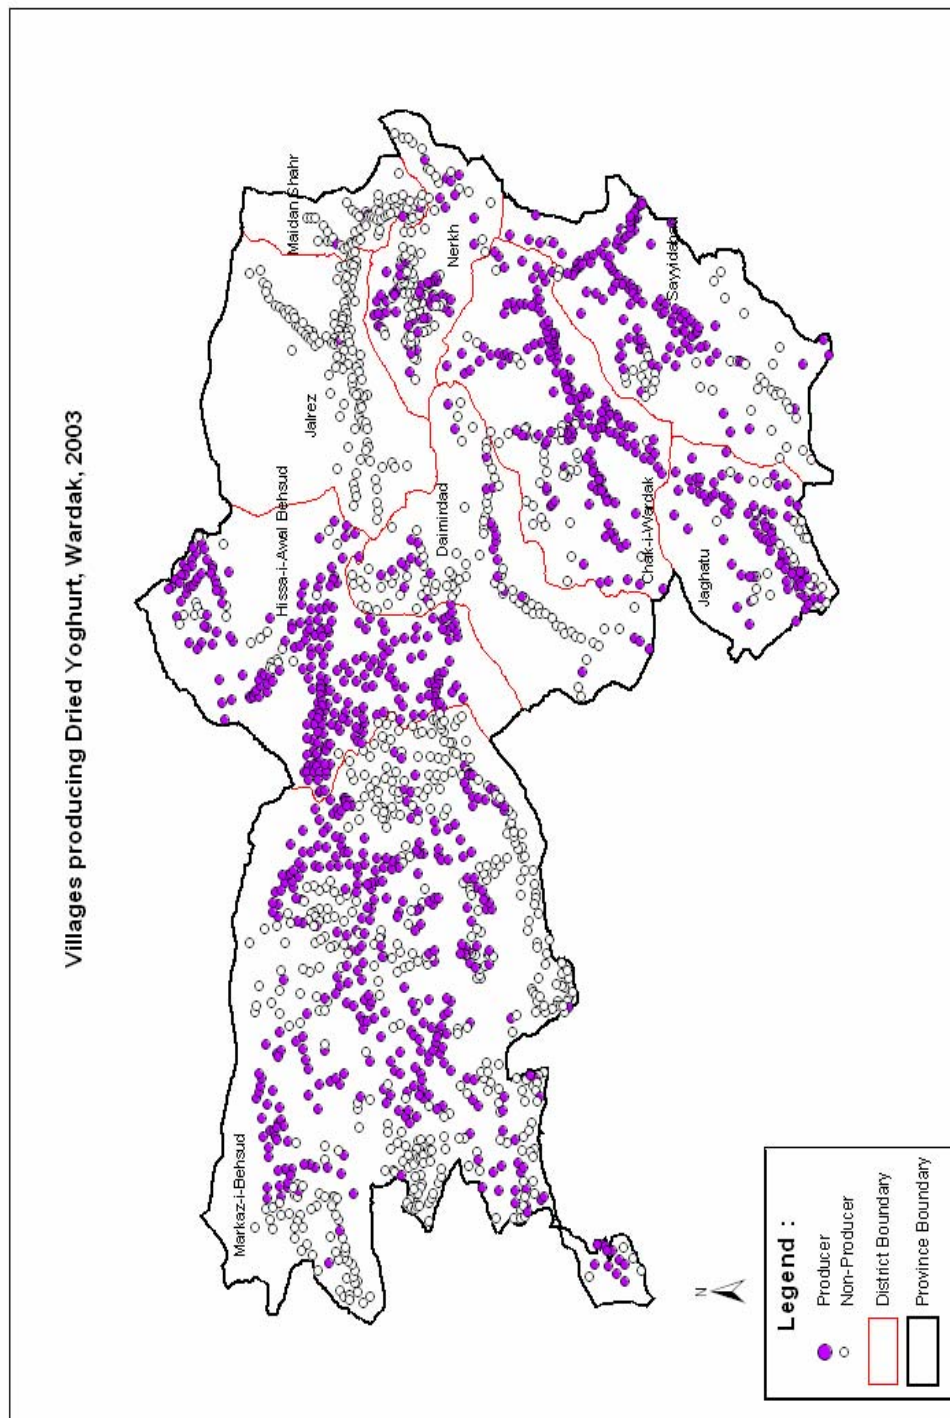 Villages producing Dried Yoghurt, Wardak, 2003
Markaz-i-Behsud
Hissa-i-Awal Behsud
Jalrez
Maidan Shahr
Daimirdad
Nerkh
Chak-i-Wardak
Jaghatu
Sayyidabad
N
Legend :
Producer
Non-Producer
District Boundary
Province Boundary